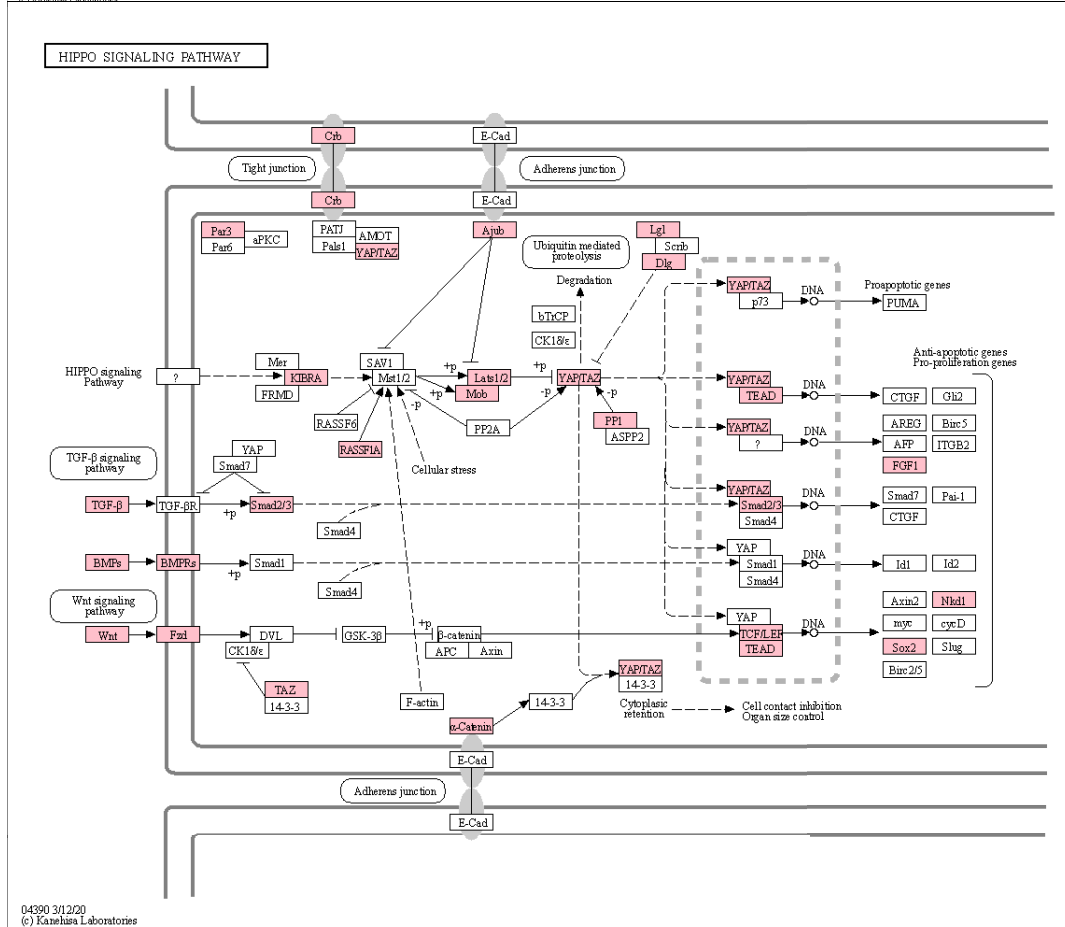 HIPPO SIGNALING PATHWAY
Crb
E-Cad
Tight junction
Adherens junction
Crb
E-Cad
Par3
aPKC
Par6
PATJ
AMOT
Pals1
YAP/TAZ
Ajub
Lgl
Scrib
Dlg
Ubiquitin mediated
proteolysis
Degradation
bTrCP
CK1δ/ε
YAP/TAZ
p73
DNA
Proapoptotic genes
PUMA
Anti-apoptotic genes
Pro-proliferation genes
HIPPO signaling
Pathway
?
Mer
KIBRA
FRMD
SAV1
Mst1/2
+p
+p
-p
Lats1/2
Mob
+p
YAP/TAZ
-p
-p
RASSF6
RASSF1A
PP2A
PP1
ASPP2
Cellular stress
YAP/TAZ
TEAD
DNA
CTGF
Gli2
YAP/TAZ
?
DNA
AREG
Birc5
AFP
ITGB2
FGF1
TGF-β signaling
pathway
YAP
Smad7
TGF-β
TGF-βR
+p
Smad2/3
Smad4
YAP/TAZ
Smad2/3
Smad4
DNA
Smad7
Pai-1
CTGF
BMPs
BMPRs
+p
Smad1
Smad4
YAP
Smad1
Smad4
DNA
Id1
Id2
Wnt signaling
pathway
Wnt
Fzd
DVL
CK1δ/ε
GSK-3β
+p
β-catenin
APC
Axin
YAP
TCF/LEF
TEAD
DNA
Axin2
Nkd1
myc
cycD
Sox2
Slug
Birc2/5
TAZ
14-3-3
F-actin
α-Catenin
14-3-3
YAP/TAZ
14-3-3
Cytoplasic
retention
Cell contact inhibition
Organ size control
E-Cad
Adherens junction
E-Cad
04390 3/12/20
(c) Kanehisa Laboratories